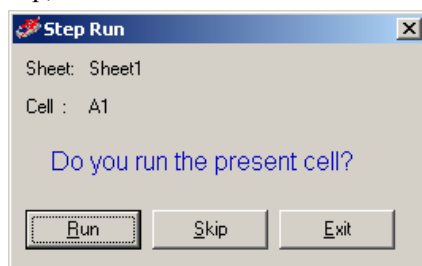 Step Run
Sheet: Sheet1
Cell : A1
Do you run the present cell?
Run Skip Exit